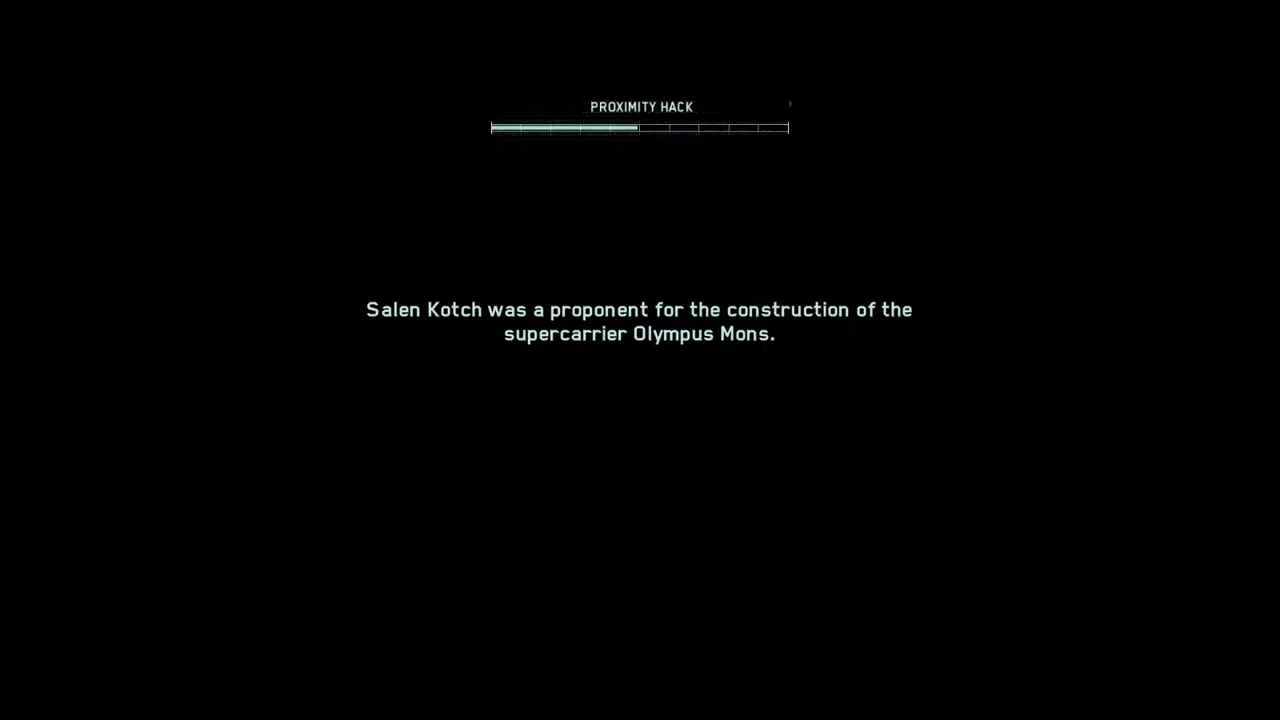 PROXIMITY HACK
Salen Kotch was a proponent for the construction of the
supercarrier Olympus Mons.